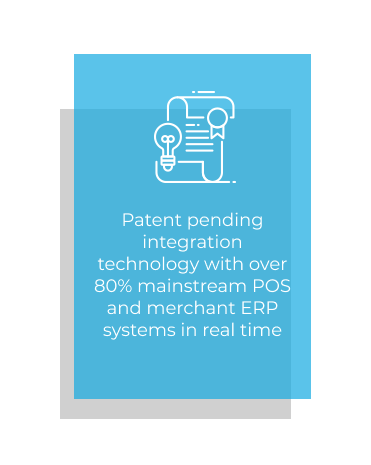 Patent pending
integration
technology with over
80% mainstream POS
and merchant ERP
systems in real time